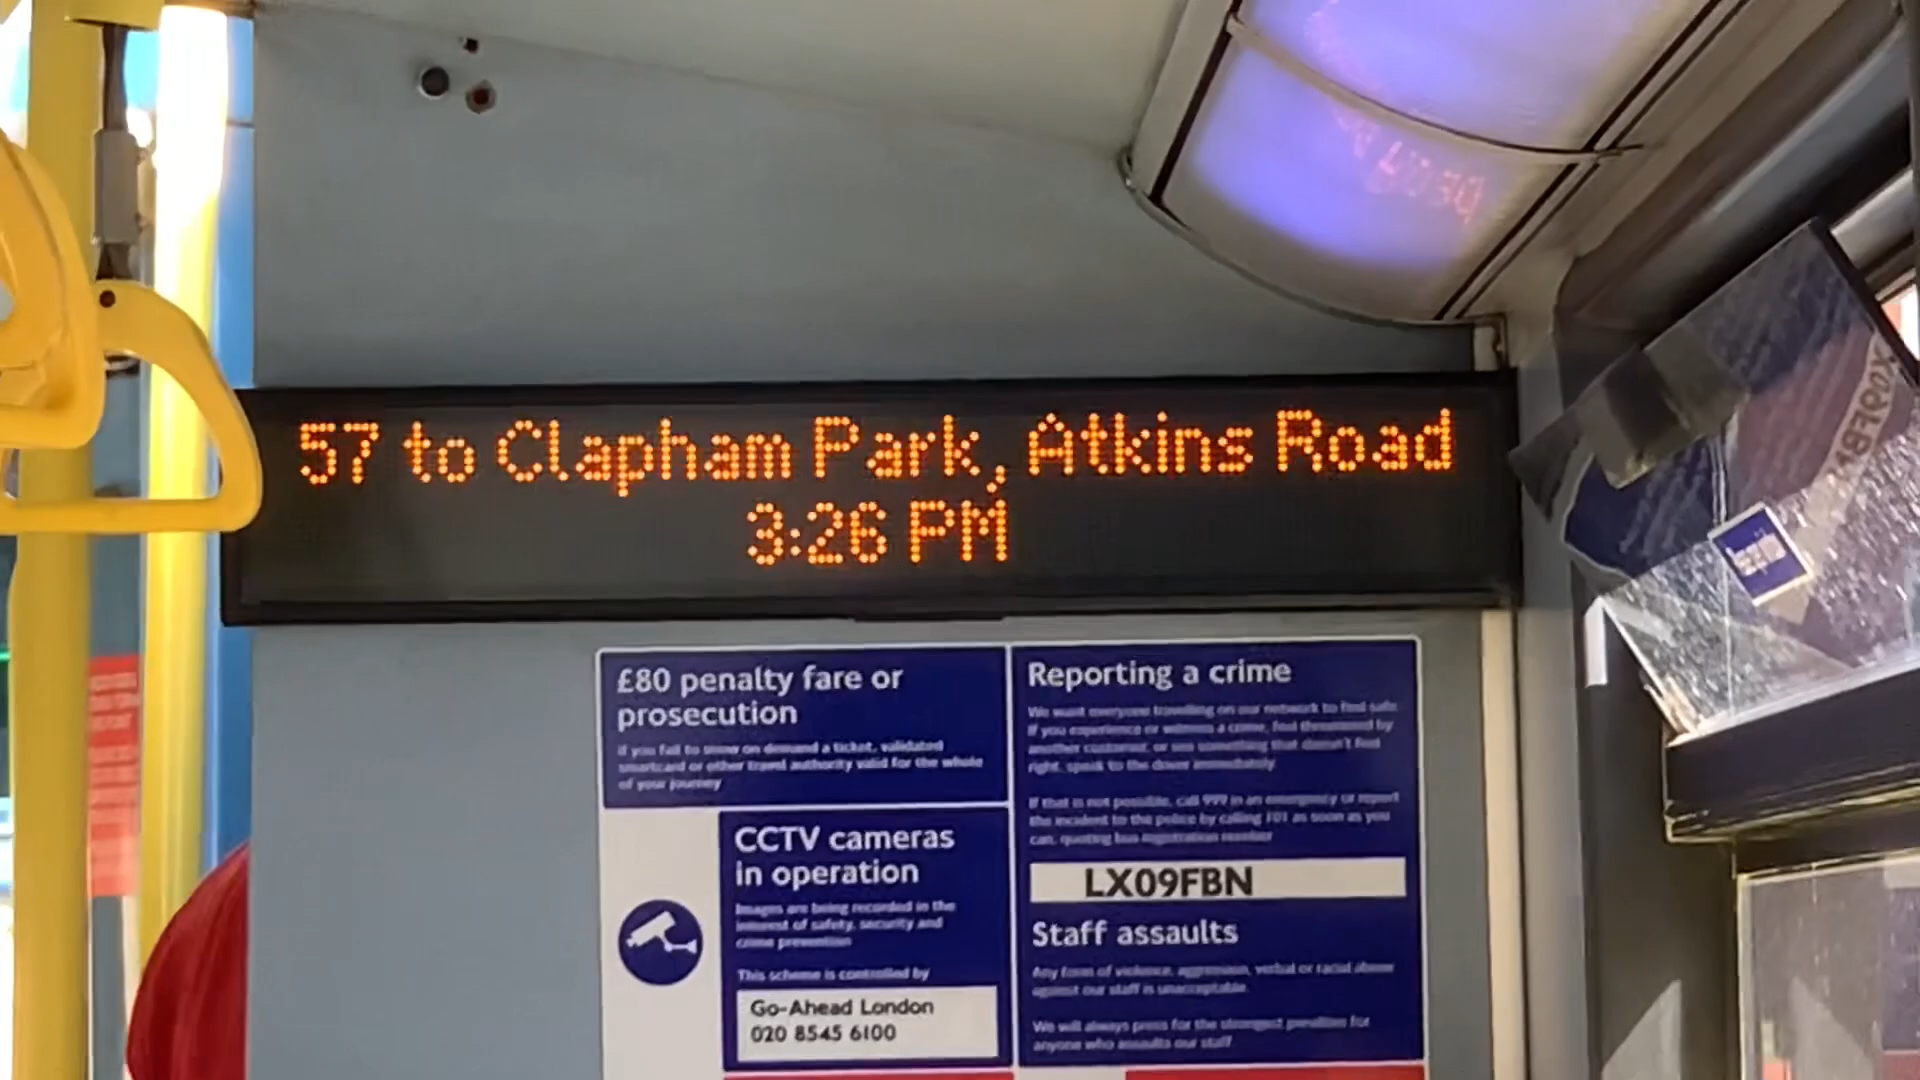 57 to Clapham Park, Atkins Road
3:26 PM
£80 penalty fare or
prosecution
If you fail to show on demand a ticket, validated
smartcard or other travel authority valid for the whole
of your journey
CCTV cameras
in operation
Images are being recorded in the
interest of safety, security and
crime prevention
This scheme is controlled by
Go-Ahead London
020 8545 6100
Reporting a crime
We want everyone travelling on our network to feel safe.
If you experience or witness a crime, feel threatened by
another customer, or see something that doesn't feel
right, speak to the driver immediately
If that is not possible, call 999 in an emergency or report
the incident to the police by calling 101 as soon as you
can, quoting bus registration number
LX09FBN
Staff assaults
Any form of violence, aggression, verbal or racial abuse
against our staff is unacceptable.
We will always press for the strongest penalties for
anyone who assaults our staff